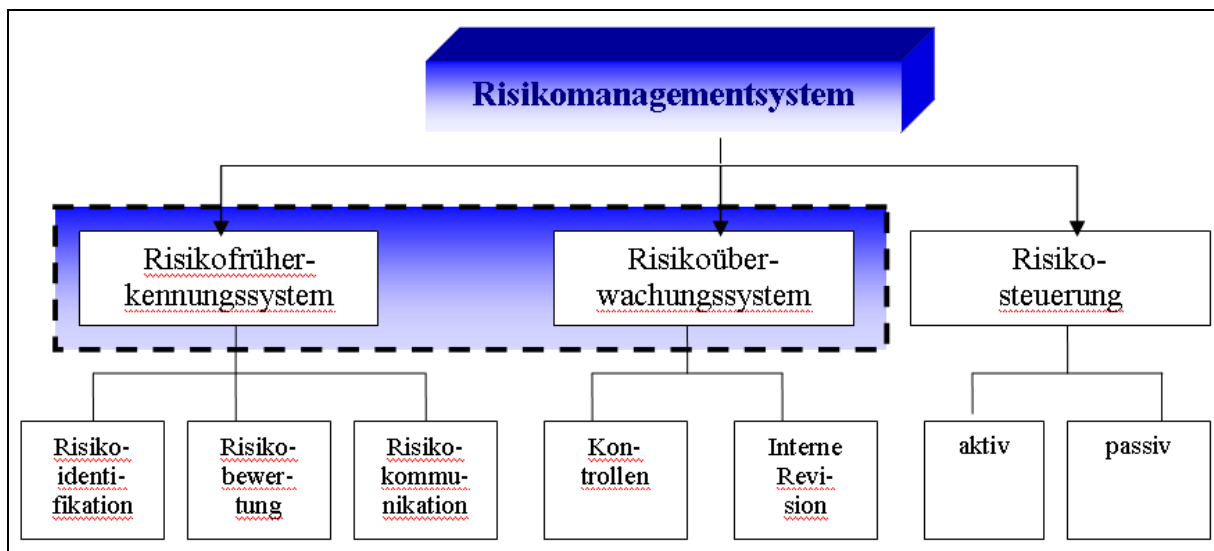 Risikomanagementsystem
Risikofrüher-
kennungssystem
Risikoüber-
wachungssystem
Risiko-
steuerung
Risiko-
identi-
fikation
Risiko-
bewer-
tung
Risiko-
kommu-
nikation
Kon-
trollen
Interne
Revi-
sion
aktiv
passiv